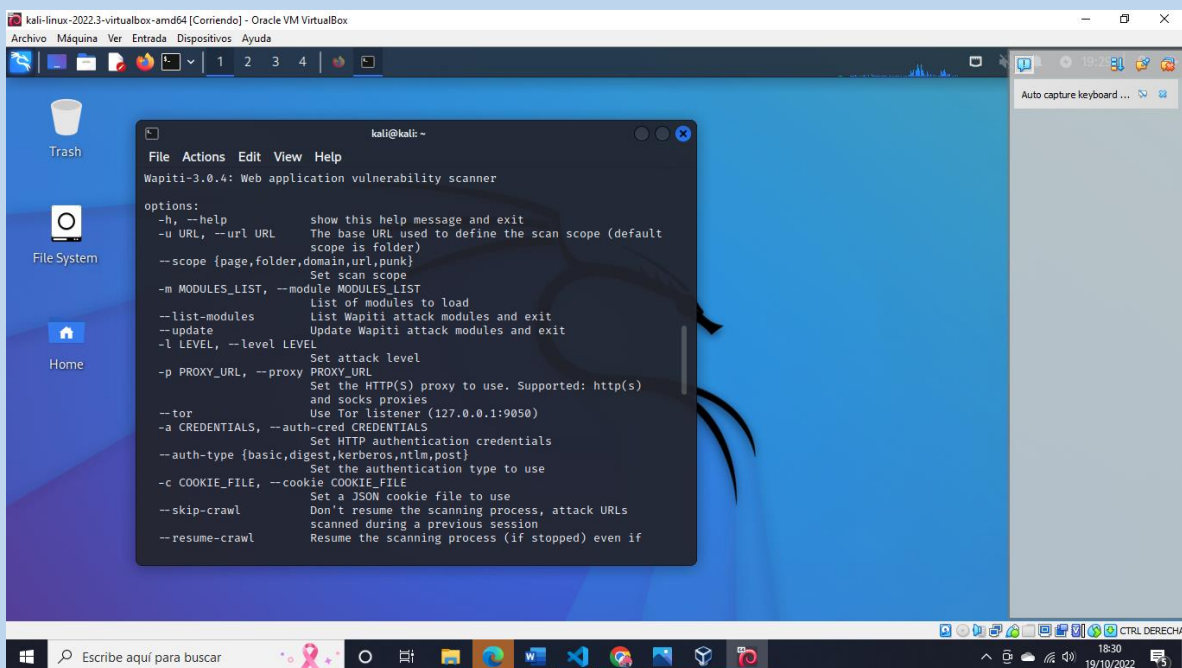 kali-linux-2022.3-virtualbox-amd64 [Corriendo] - Oracle VM VirtualBox
Archivo Máquina Ver Entrada Dispositivos Ayuda
1 2 3 4
Auto capture keyboard ...
Trash
File System
Home
kali@kali: ~
File Actions Edit View Help
Wapiti-3.0.4: Web application vulnerability scanner
options:
-h, --help show this help message and exit
-u URL, --url URL The base URL used to define the scan scope (default
scope is folder)
--scope {page,folder,domain,url,punk}
Set scan scope
-m MODULES_LIST, --module MODULES_LIST
List of modules to load
--list-modules List Wapiti attack modules and exit
--update Update Wapiti attack modules and exit
-l LEVEL, --level LEVEL
Set attack level
-p PROXY_URL, --proxy PROXY_URL
Set the HTTP(S) proxy to use. Supported: http(s)
and socks proxies
--tor Use Tor listener (127.0.0.1:9050)
-a CREDENTIALS, --auth-cred CREDENTIALS
Set HTTP authentication credentials
--auth-type {basic,digest,kerberos,ntlm,post}
Set the authentication type to use
-c COOKIE_FILE, --cookie COOKIE_FILE
Set a JSON cookie file to use
--skip-crawl Don't resume the scanning process, attack URLs
scanned during a previous session
--resume-crawl Resume the scanning process (if stopped) even if
CTRL DERECHA
Escribe aquí para buscar
18:30
19/10/2022
5